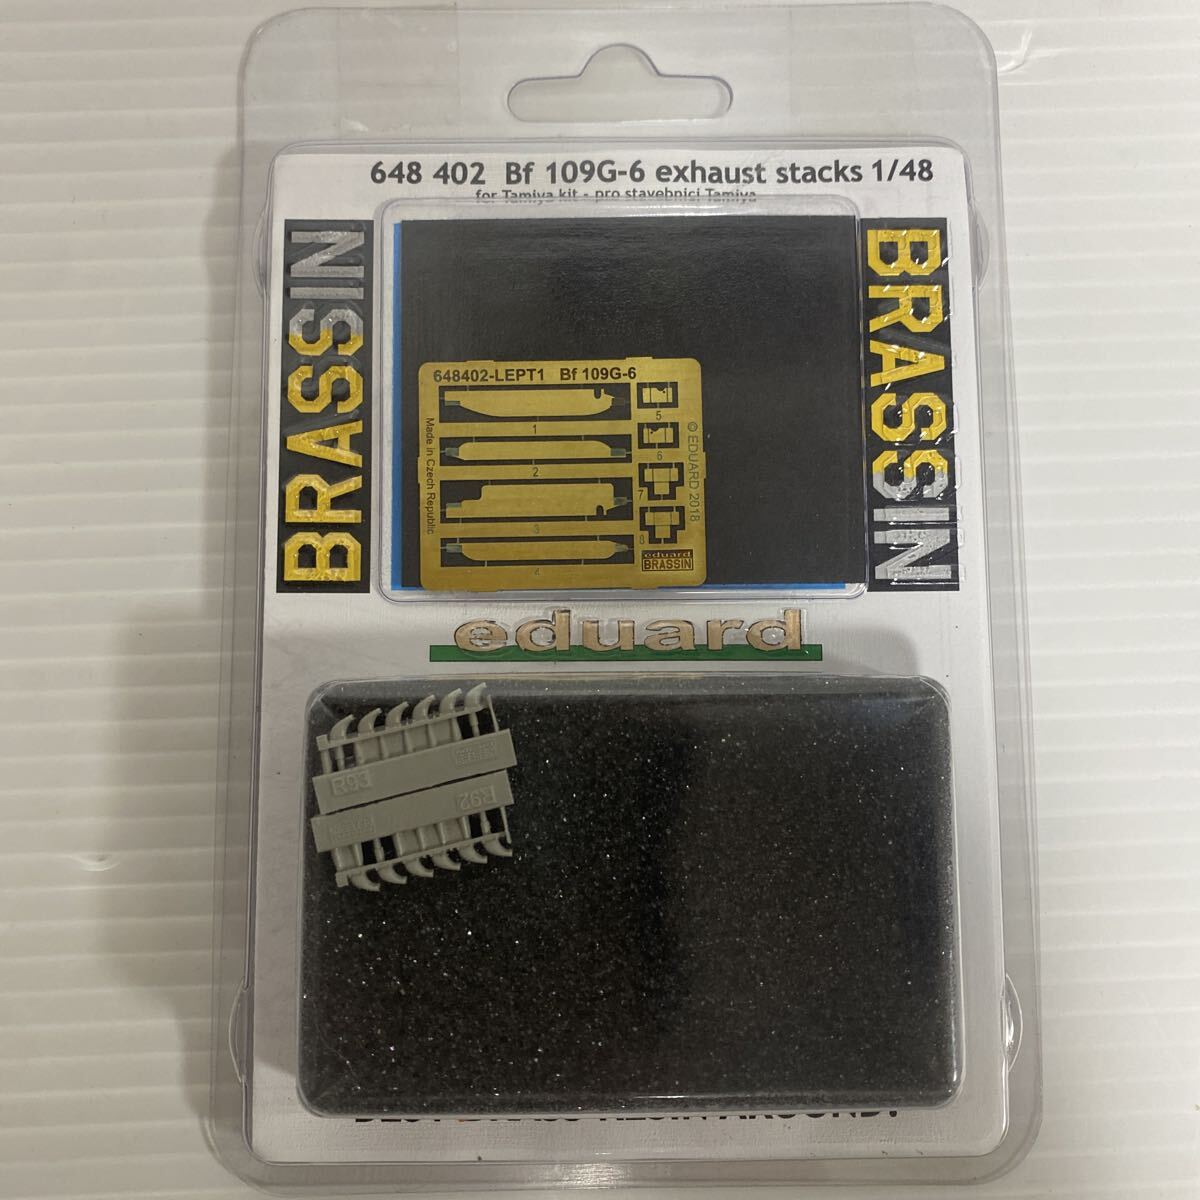 648 402 Bf 109G-6 exhaust stacks 1/48
for Tamiya kit - pro stavebnici Tamiya
BRASSIN
BRASSIN
648402-LEPT1 Bf 109G-6
Made in Czech Republic
© EDUARD 2018
1
2
3
4
5
6
7
8
eduard
BRASSIN
eduard
R93
R92